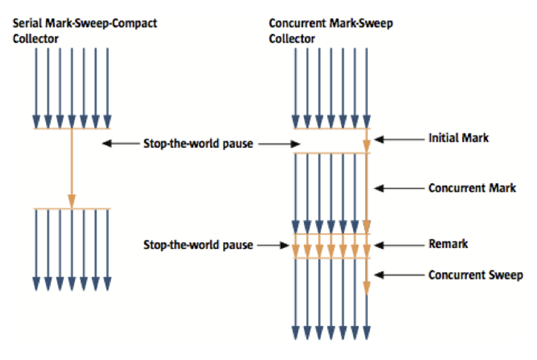 Serial Mark-Sweep-Compact
Collector
Concurrent Mark-Sweep
Collector
Stop-the-world pause
Initial Mark
Concurrent Mark
Stop-the-world pause
Remark
Concurrent Sweep